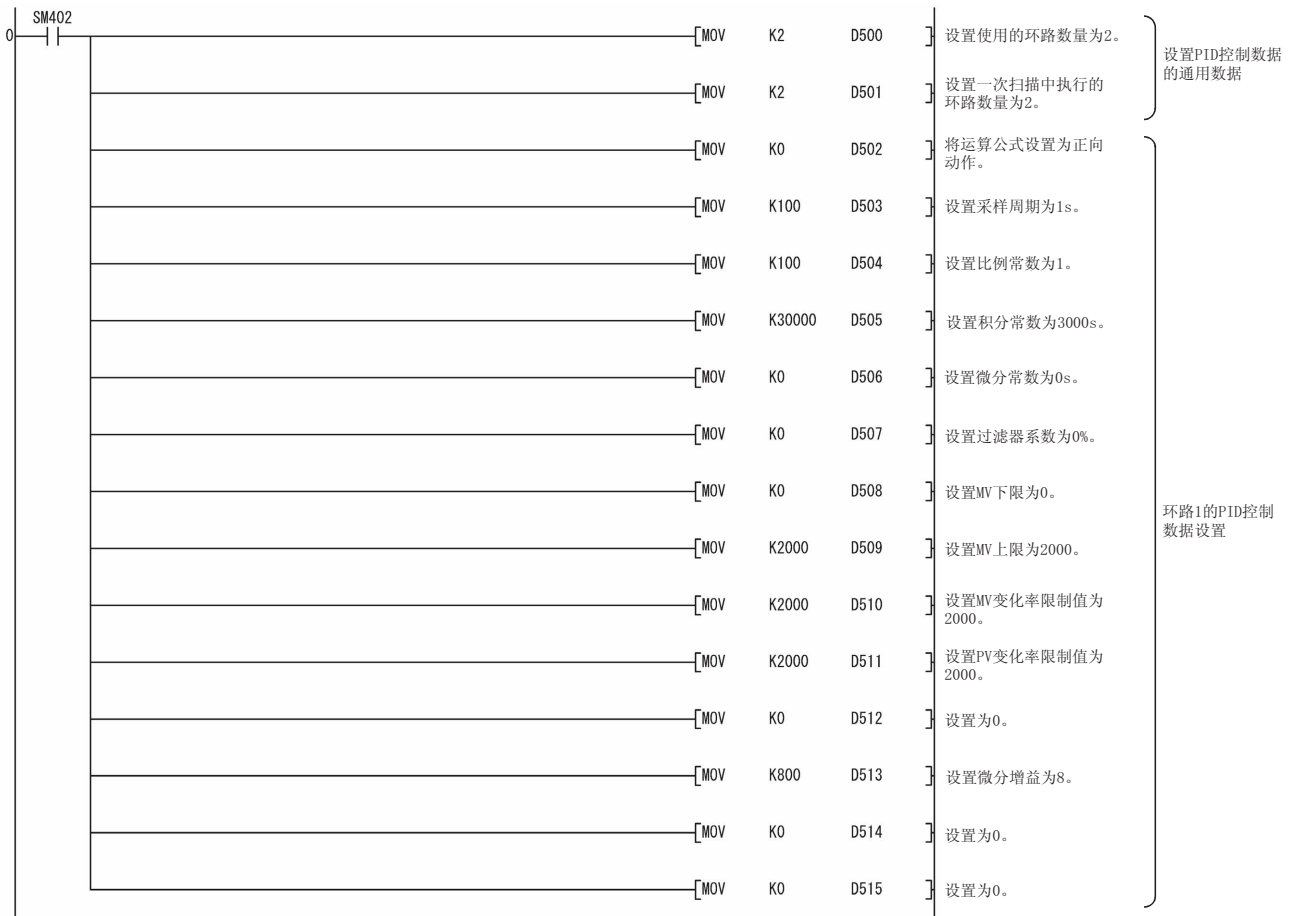 SM402
0
MOV K2 D500 设置使用的环路数量为2。
设置PID控制数据
的通用数据
MOV K2 D501 设置一次扫描中执行的
环路数量为2。
MOV K0 D502 将运算公式设置为正向
动作。
MOV K100 D503 设置采样周期为1s。
MOV K100 D504 设置比例常数为1。
MOV K30000 D505 设置积分常数为3000s。
MOV K0 D506 设置微分常数为0s。
MOV K0 D507 设置过滤器系数为0%。
MOV K0 D508 设置MV下限为0。
环路1的PID控制
数据设置
MOV K2000 D509 设置MV上限为2000。
MOV K2000 D510 设置MV变化率限制值为
2000。
MOV K2000 D511 设置PV变化率限制值为
2000。
MOV K0 D512 设置为0。
MOV K800 D513 设置微分增益为8。
MOV K0 D514 设置为0。
MOV K0 D515 设置为0。